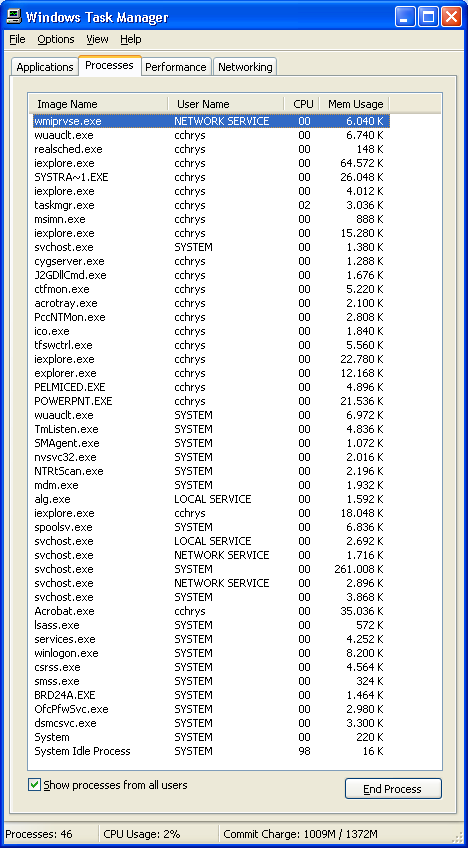 Windows Task Manager
File Options View Help
Applications Processes Performance Networking
Image Name User Name CPU Mem Usage
wmiprvse.exe NETWORK SERVICE 00 6.040 K
wuauclt.exe cchrys 00 6.740 K
realsched.exe cchrys 00 148 K
iexplore.exe cchrys 00 64.572 K
SYSTRA~1.EXE cchrys 00 26.048 K
iexplore.exe cchrys 00 4.012 K
taskmgr.exe cchrys 02 3.036 K
msimn.exe cchrys 00 888 K
iexplore.exe cchrys 00 15.280 K
svchost.exe SYSTEM 00 1.380 K
cygserver.exe cchrys 00 1.288 K
J2GDllCmd.exe cchrys 00 1.676 K
ctfmon.exe cchrys 00 5.220 K
acrotray.exe cchrys 00 2.100 K
PccNTMon.exe cchrys 00 2.808 K
ico.exe cchrys 00 1.840 K
tfswctrl.exe cchrys 00 5.560 K
iexplore.exe cchrys 00 22.780 K
explorer.exe cchrys 00 12.168 K
PELMICED.EXE cchrys 00 4.896 K
POWERPNT.EXE cchrys 00 21.536 K
wuauclt.exe SYSTEM 00 6.972 K
TmListen.exe SYSTEM 00 4.836 K
SMAgent.exe SYSTEM 00 1.072 K
nvsvc32.exe SYSTEM 00 2.016 K
NTRtScan.exe SYSTEM 00 2.196 K
mdm.exe SYSTEM 00 1.932 K
alg.exe LOCAL SERVICE 00 1.592 K
iexplore.exe cchrys 00 18.048 K
spoolsv.exe SYSTEM 00 6.836 K
svchost.exe LOCAL SERVICE 00 2.692 K
svchost.exe NETWORK SERVICE 00 1.716 K
svchost.exe SYSTEM 00 261.008 K
svchost.exe NETWORK SERVICE 00 2.896 K
svchost.exe SYSTEM 00 3.868 K
Acrobat.exe cchrys 00 35.036 K
lsass.exe SYSTEM 00 572 K
services.exe SYSTEM 00 4.252 K
winlogon.exe SYSTEM 00 8.200 K
csrss.exe SYSTEM 00 4.564 K
smss.exe SYSTEM 00 324 K
BRD24A.EXE SYSTEM 00 1.464 K
OfcPfwSvc.exe SYSTEM 00 2.980 K
dsmcsvc.exe SYSTEM 00 3.300 K
System SYSTEM 00 220 K
System Idle Process SYSTEM 98 16 K
Show processes from all users
End Process
Processes: 46 CPU Usage: 2% Commit Charge: 1009M / 1372M